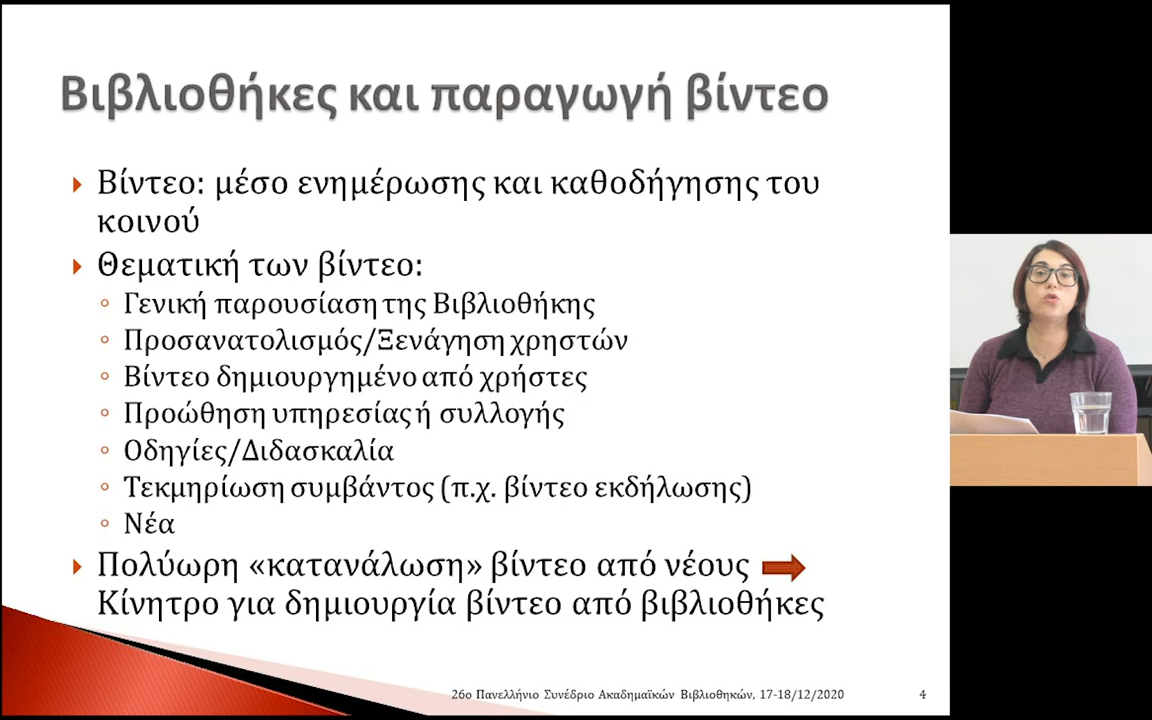 Βιβλιοθήκες και παραγωγή βίντεο
Βίντεο: μέσο ενημέρωσης και καθοδήγησης του
κοινού
Θεματική των βίντεο:
Γενική παρουσίαση της Βιβλιοθήκης
Προσανατολισμός/Ξενάγηση χρηστών
Βίντεο δημιουργημένο από χρήστες
Προώθηση υπηρεσίας ή συλλογής
Οδηγίες/Διδασκαλία
Τεκμηρίωση συμβάντος (π.χ. βίντεο εκδήλωσης)
Νέα
Πολύωρη «κατανάλωση» βίντεο από νέους
Κίνητρο για δημιουργία βίντεο από βιβλιοθήκες
26ο Πανελλήνιο Συνέδριο Ακαδημαϊκών Βιβλιοθηκών, 17-18/12/2020 4